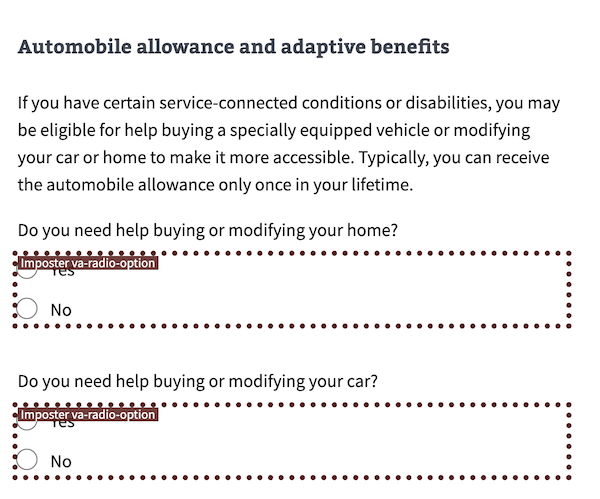 Automobile allowance and adaptive benefits
If you have certain service-connected conditions or disabilities, you may
be eligible for help buying a specially equipped vehicle or modifying
your car or home to make it more accessible. Typically, you can receive
the automobile allowance only once in your lifetime.
Do you need help buying or modifying your home?
Imposter va-radio-option
Yes
No
Do you need help buying or modifying your car?
Imposter va-radio-option
Yes
No